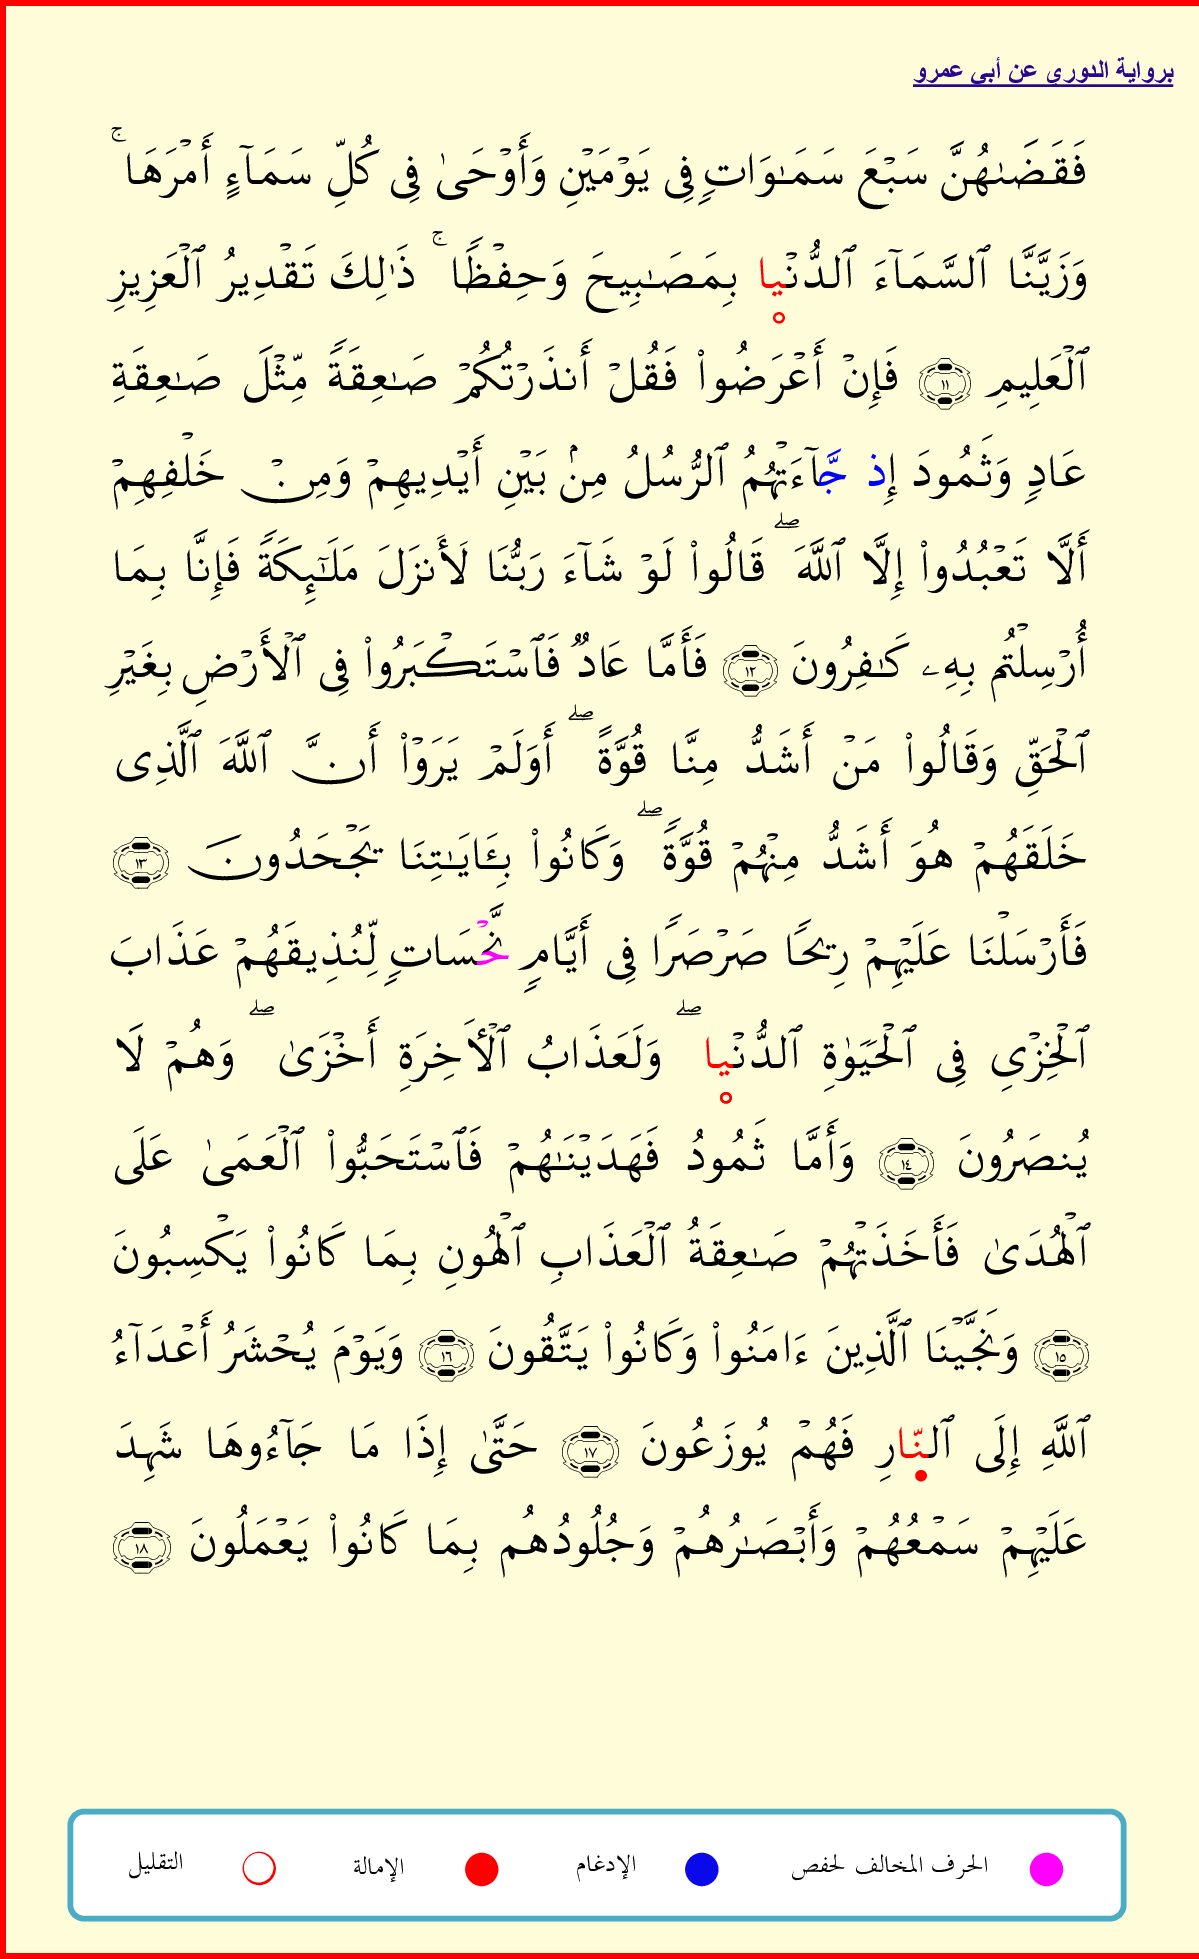 برواية الدوري عن أبي عمرو
فَقَضَىٰهُنَّ سَبۡعَ سَمَٰوَاتٖ فِي يَوۡمَيۡنِ وَأَوۡحَىٰ فِي كُلِّ سَمَآءٍ أَمۡرَهَاۚ
وَزَيَّنَّا ٱلسَّمَآءَ ٱلدُّنۡيا بِمَصَٰبِيحَ وَحِفۡظٗاۚ ذَٰلِكَ تَقۡدِيرُ ٱلۡعَزِيزِ
ٱلۡعَلِيمِ ١١ فَإِنۡ أَعۡرَضُواْ فَقُلۡ أَنذَرۡتُكُمۡ صَٰعِقَةٗ مِّثۡلَ صَٰعِقَةِ
عَادٖ وَثَمُودَ إِذ جَّآءَتۡهُمُ ٱلرُّسُلُ مِنۢ بَيۡنِ أَيۡدِيهِمۡ وَمِنۡ خَلۡفِهِمۡ
أَلَّا تَعۡبُدُواْ إِلَّا ٱللَّهَۖ قَالُواْ لَوۡ شَآءَ رَبُّنَا لَأَنزَلَ مَلَٰٓئِكَةٗ فَإِنَّا بِمَا
أُرۡسِلۡتُم بِهِۦ كَٰفِرُونَ ١٢ فَأَمَّا عَادٞ فَٱسۡتَكۡبَرُواْ فِي ٱلۡأَرۡضِ بِغَيۡرِ
ٱلۡحَقِّ وَقَالُواْ مَنۡ أَشَدُّ مِنَّا قُوَّةًۖ أَوَلَمۡ يَرَوۡاْ أَنَّ ٱللَّهَ ٱلَّذِي
خَلَقَهُمۡ هُوَ أَشَدُّ مِنۡهُمۡ قُوَّةٗۖ وَكَانُواْ بِـَٔايَٰتِنَا يَجۡحَدُونَ ١٣
فَأَرۡسَلۡنَا عَلَيۡهِمۡ رِيحٗا صَرۡصَرٗا فِي أَيَّامٖ نَّحۡسَاتٖ لِّنُذِيقَهُمۡ عَذَابَ
ٱلۡخِزۡيِ فِي ٱلۡحَيَوٰةِ ٱلدُّنۡياۖ وَلَعَذَابُ ٱلۡأٓخِرَةِ أَخۡزَىٰۖ وَهُمۡ لَا
يُنصَرُونَ ١٤ وَأَمَّا ثَمُودُ فَهَدَيۡنَٰهُمۡ فَٱسۡتَحَبُّواْ ٱلۡعَمَىٰ عَلَى
ٱلۡهُدَىٰ فَأَخَذَتۡهُمۡ صَٰعِقَةُ ٱلۡعَذَابِ ٱلۡهُونِ بِمَا كَانُواْ يَكۡسِبُونَ
١٥ وَنَجَّيۡنَا ٱلَّذِينَ ءَامَنُواْ وَكَانُواْ يَتَّقُونَ ١٦ وَيَوۡمَ يُحۡشَرُ أَعۡدَآءُ
ٱللَّهِ إِلَى ٱلنّارِ فَهُمۡ يُوزَعُونَ ١٧ حَتَّىٰ إِذَا مَا جَآءُوهَا شَهِدَ
عَلَيۡهِمۡ سَمۡعُهُمۡ وَأَبۡصَٰرُهُمۡ وَجُلُودُهُم بِمَا كَانُواْ يَعۡمَلُونَ ١٨
الحرف المخالف لحفص الإدغام الإمالة التقليل